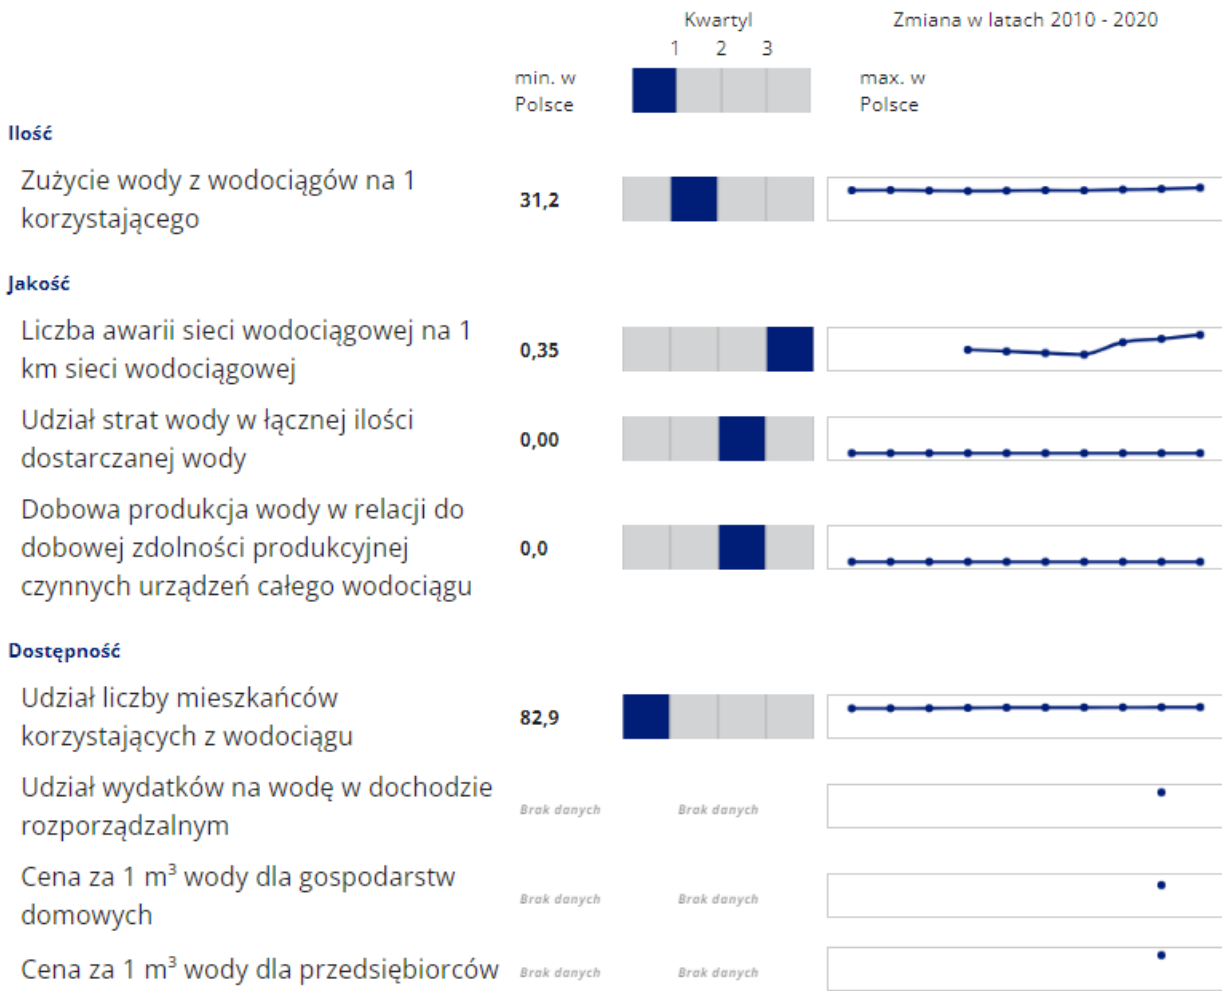 Kwartyl
Zmiana w latach 2010 - 2020
1 2 3
min. w
Polsce
max. w
Polsce
Ilość
Zużycie wody z wodociągów na 1
korzystającego
31,2
Jakość
Liczba awarii sieci wodociągowej na 1
km sieci wodociągowej
0,35
Udział strat wody w łącznej ilości
dostarczanej wody
0,00
Dobowa produkcja wody w relacji do
dobowej zdolności produkcyjnej
czynnych urządzeń całego wodociągu
0,0
Dostępność
Udział liczby mieszkańców
korzystających z wodociągu
82,9
Udział wydatków na wodę w dochodzie
rozporządzalnym
Brak danych
Brak danych
Cena za 1 m³ wody dla gospodarstw
domowych
Brak danych
Brak danych
Cena za 1 m³ wody dla przedsiębiorców
Brak danych
Brak danych